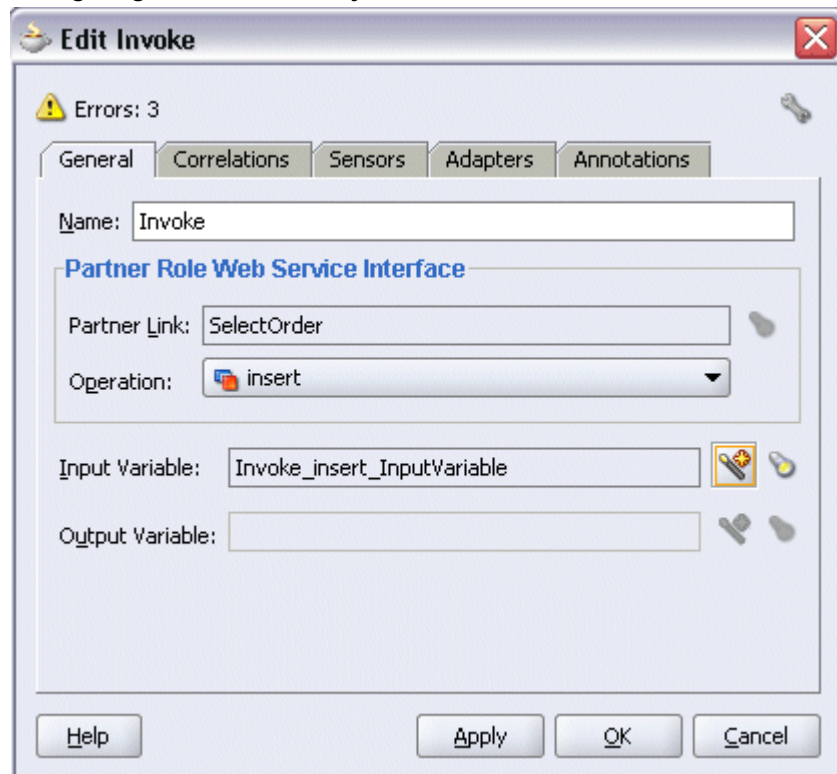 Edit Invoke
Errors: 3
General Correlations Sensors Adapters Annotations
Name: Invoke
Partner Role Web Service Interface
Partner Link: SelectOrder
Operation: insert
Input Variable: Invoke_insert_InputVariable
Output Variable:
Help Apply OK Cancel